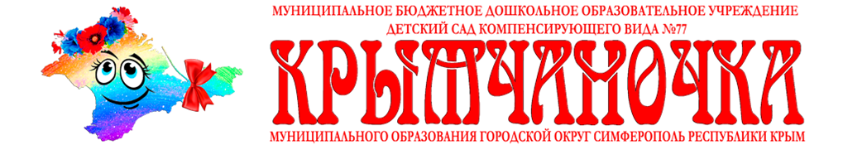 МУНИЦИПАЛЬНОЕ БЮДЖЕТНОЕ ДОШКОЛЬНОЕ ОБРАЗОВАТЕЛЬНОЕ УЧРЕЖДЕНИЕ
ДЕТСКИЙ САД КОМПЕНСИРУЮЩЕГО ВИДА №77
КРЫМЧАНОЧКА
МУНИЦИПАЛЬНОГО ОБРАЗОВАНИЯ ГОРОДСКОЙ ОКРУГ СИМФЕРОПОЛЬ РЕСПУБЛИКИ КРЫМ